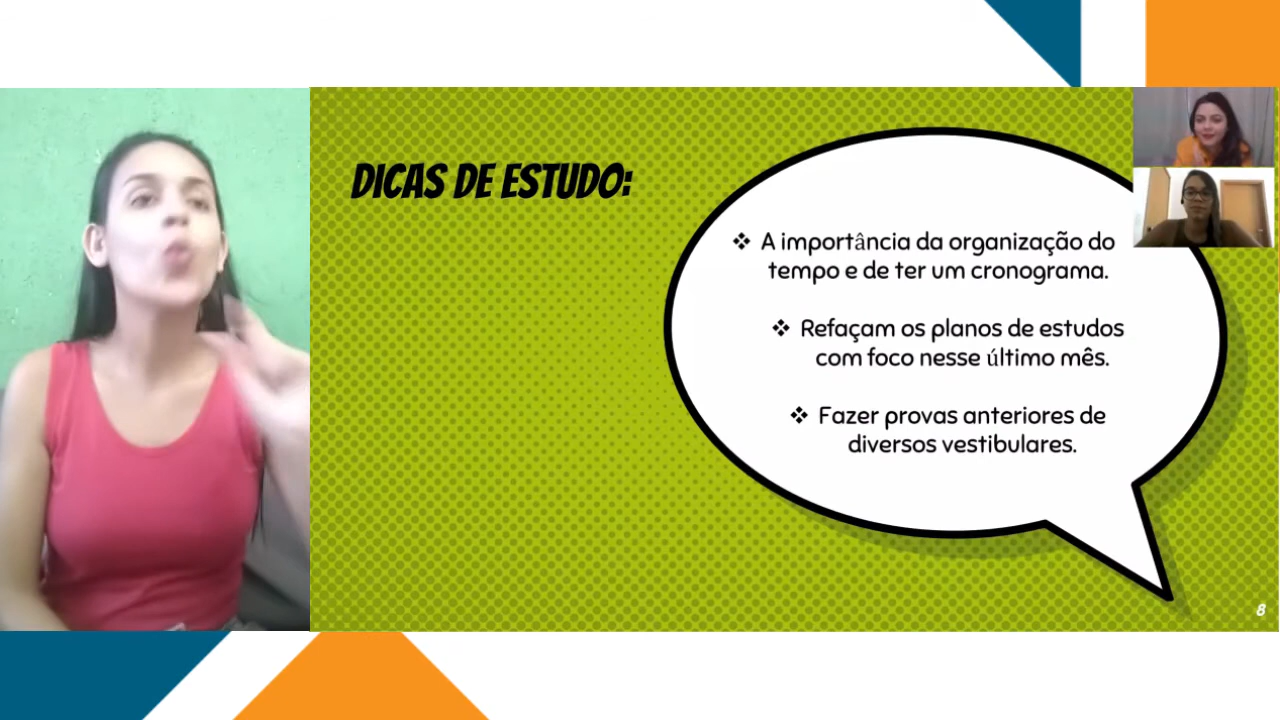 DICAS DE ESTUDO:
❖ A importância da organização do
tempo e de ter um cronograma.
❖ Refaçam os planos de estudos
com foco nesse último mês.
❖ Fazer provas anteriores de
diversos vestibulares.
8